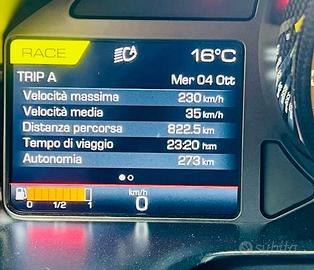 RACE 16°C
TRIP A Mer 04 Ott
Velocità massima 230 km/h
Velocità media 35 km/h
Distanza percorsa 822.5 km
Tempo di viaggio 23:20 h:m
Autonomia 273 km
km/h
0 1/2 1 0
subito